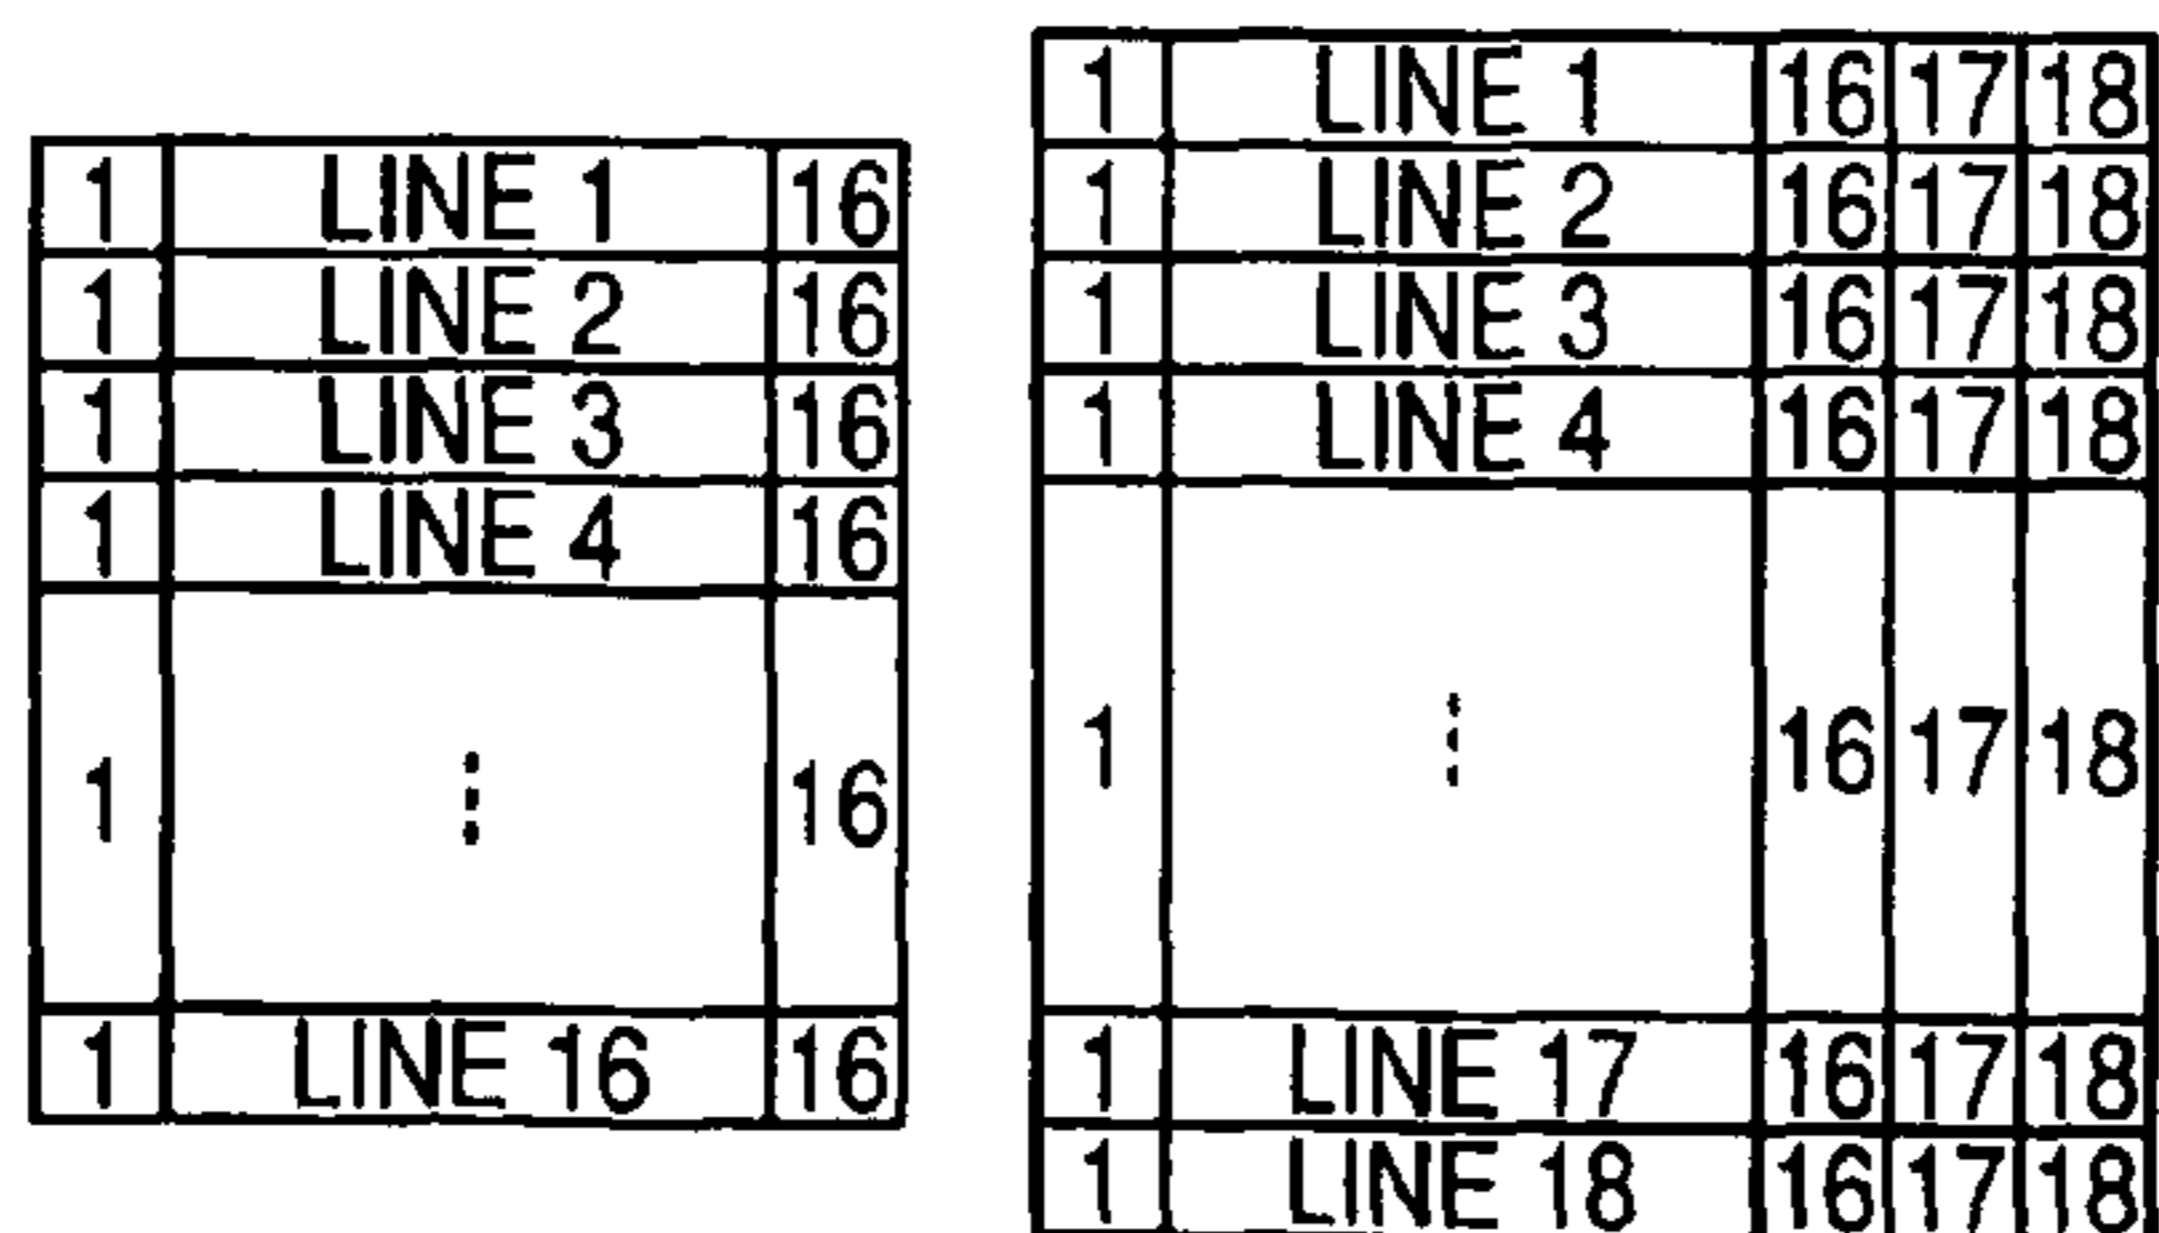 1 LINE 1 16
1 LINE 2 16
1 LINE 3 16
1 LINE 4 16
1 ⋮ 16
1 LINE 16 16
1 LINE 1 16 17 18
1 LINE 2 16 17 18
1 LINE 3 16 17 18
1 LINE 4 16 17 18
1 ⋮ 16 17 18
1 LINE 17 16 17 18
1 LINE 18 16 17 18